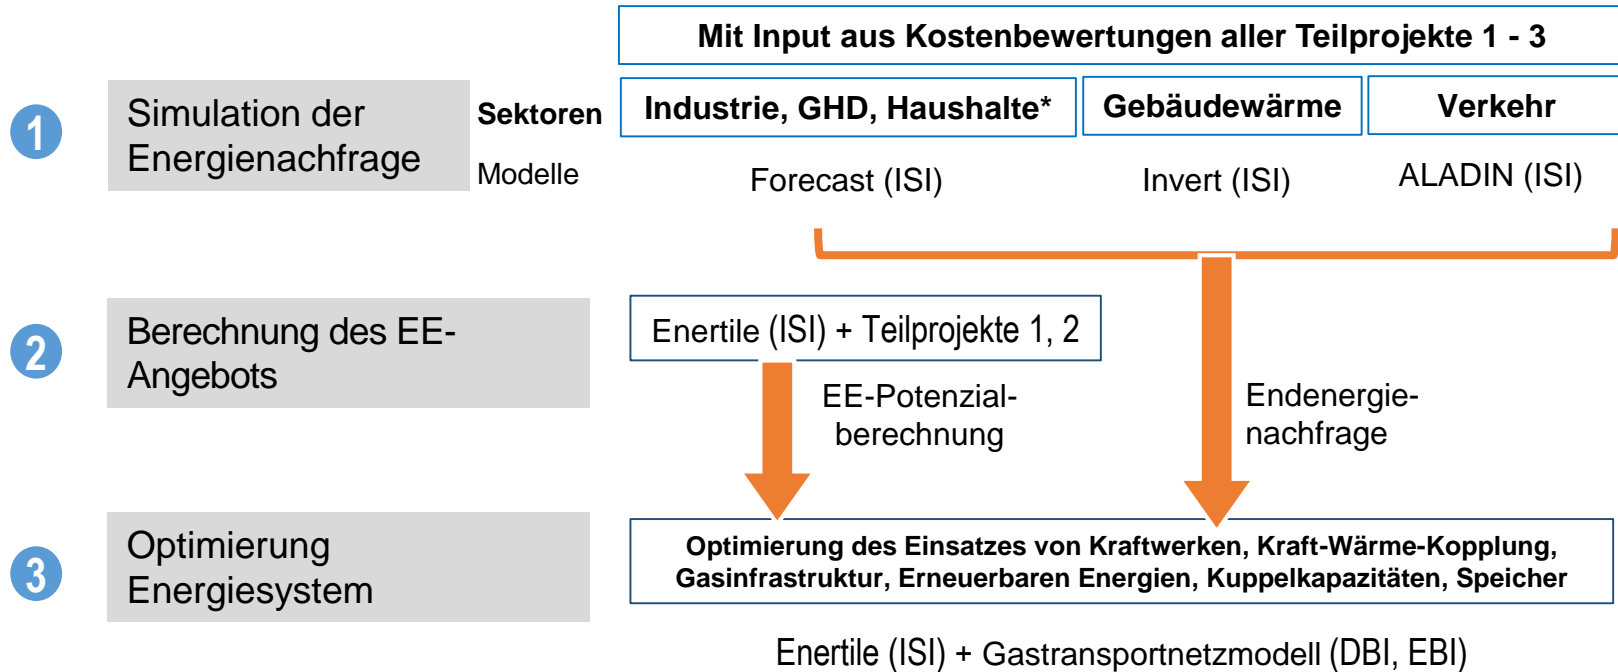 Mit Input aus Kostenbewertungen aller Teilprojekte 1 - 3
1
Simulation der
Energienachfrage
Sektoren
Industrie, GHD, Haushalte*
Gebäudewärme
Verkehr
Modelle
Forecast (ISI)
Invert (ISI)
ALADIN (ISI)
2
Berechnung des EE-
Angebots
Enertile (ISI) + Teilprojekte 1, 2
EE-Potenzial-
berechnung
Endenergie-
nachfrage
3
Optimierung
Energiesystem
Optimierung des Einsatzes von Kraftwerken, Kraft-Wärme-Kopplung,
Gasinfrastruktur, Erneuerbaren Energien, Kuppelkapazitäten, Speicher
Enertile (ISI) + Gastransportnetzmodell (DBI, EBI)